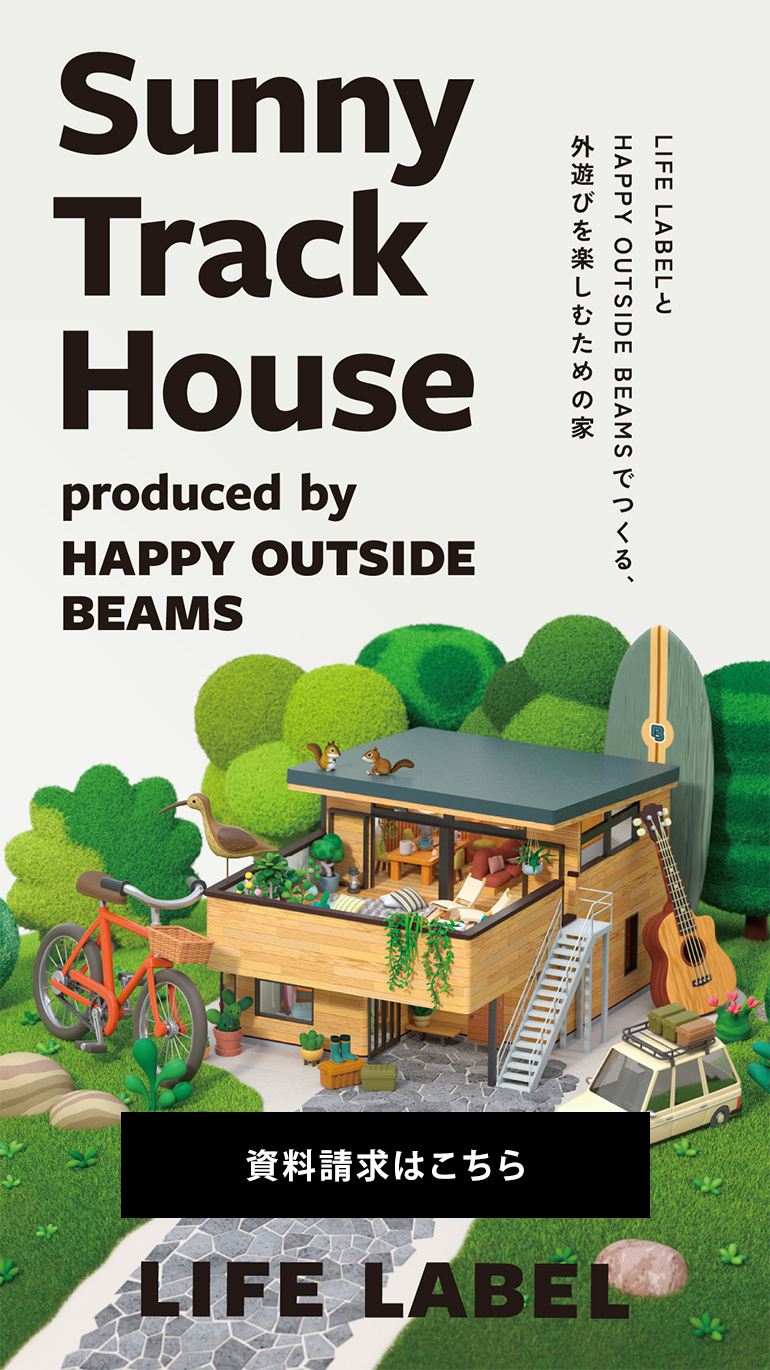 Sunny
Track
House
produced by
HAPPY OUTSIDE
BEAMS
LIFE LABELと
HAPPY OUTSIDE BEAMSでつくる、
外遊びを楽しむための家
B
資料請求はこちら
LIFE LABEL